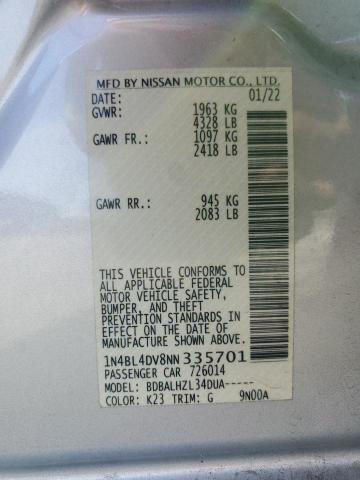 MFD BY NISSAN MOTOR CO., LTD.
DATE: 01/22
GVWR: 1963 KG
4328 LB
GAWR FR.: 1097 KG
2418 LB
GAWR RR.: 945 KG
2083 LB
THIS VEHICLE CONFORMS TO
ALL APPLICABLE FEDERAL
MOTOR VEHICLE SAFETY,
BUMPER, AND THEFT
PREVENTION STANDARDS IN
EFFECT ON THE DATE OF
MANUFACTURE SHOWN ABOVE.
1N4BL4DV8NN335701
PASSENGER CAR 726014
MODEL: BDBALHZL34DUA-----
COLOR: K23 TRIM: G 9N00A